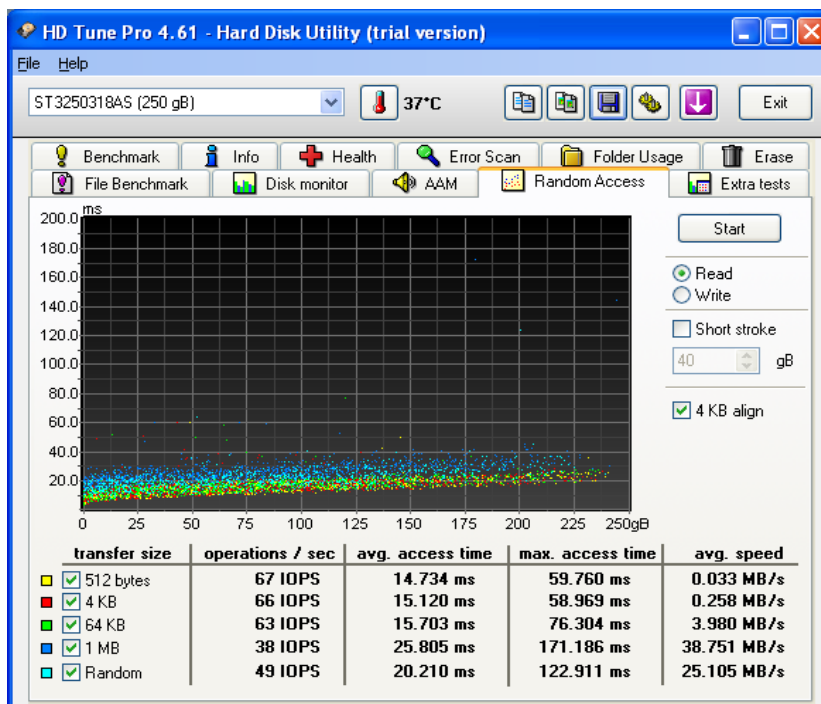 HD Tune Pro 4.61 - Hard Disk Utility (trial version)
File Help
ST3250318AS (250 gB) 37°C Exit
Benchmark Info Health Error Scan Folder Usage Erase
File Benchmark Disk monitor AAM Random Access Extra tests
ms
200.0
180.0
160.0
140.0
120.0
100.0
80.0
60.0
40.0
20.0
0 25 50 75 100 125 150 175 200 225 250gB
Start
Read
Write
Short stroke
40 gB
4 KB align
transfer size operations / sec avg. access time max. access time avg. speed
512 bytes 67 IOPS 14.734 ms 59.760 ms 0.033 MB/s
4 KB 66 IOPS 15.120 ms 58.969 ms 0.258 MB/s
64 KB 63 IOPS 15.703 ms 76.304 ms 3.980 MB/s
1 MB 38 IOPS 25.805 ms 171.186 ms 38.751 MB/s
Random 49 IOPS 20.210 ms 122.911 ms 25.105 MB/s